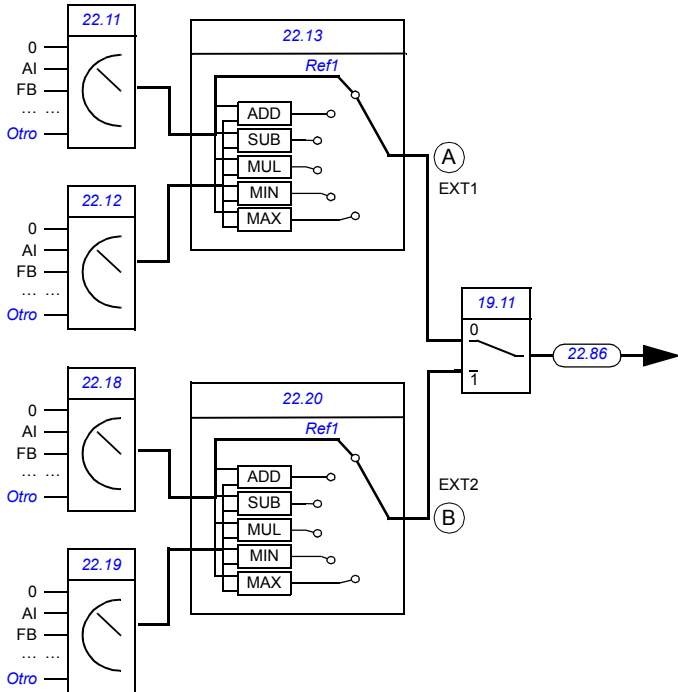 22.11
0
AI
FB
... ...
Otro
22.13
Ref1
ADD
SUB
MUL
MIN
MAX
A
EXT1
22.12
0
AI
FB
... ...
Otro
19.11
0
1
22.86
22.18
0
AI
FB
... ...
Otro
22.20
Ref1
ADD
SUB
MUL
MIN
MAX
EXT2
B
22.19
0
AI
FB
... ...
Otro